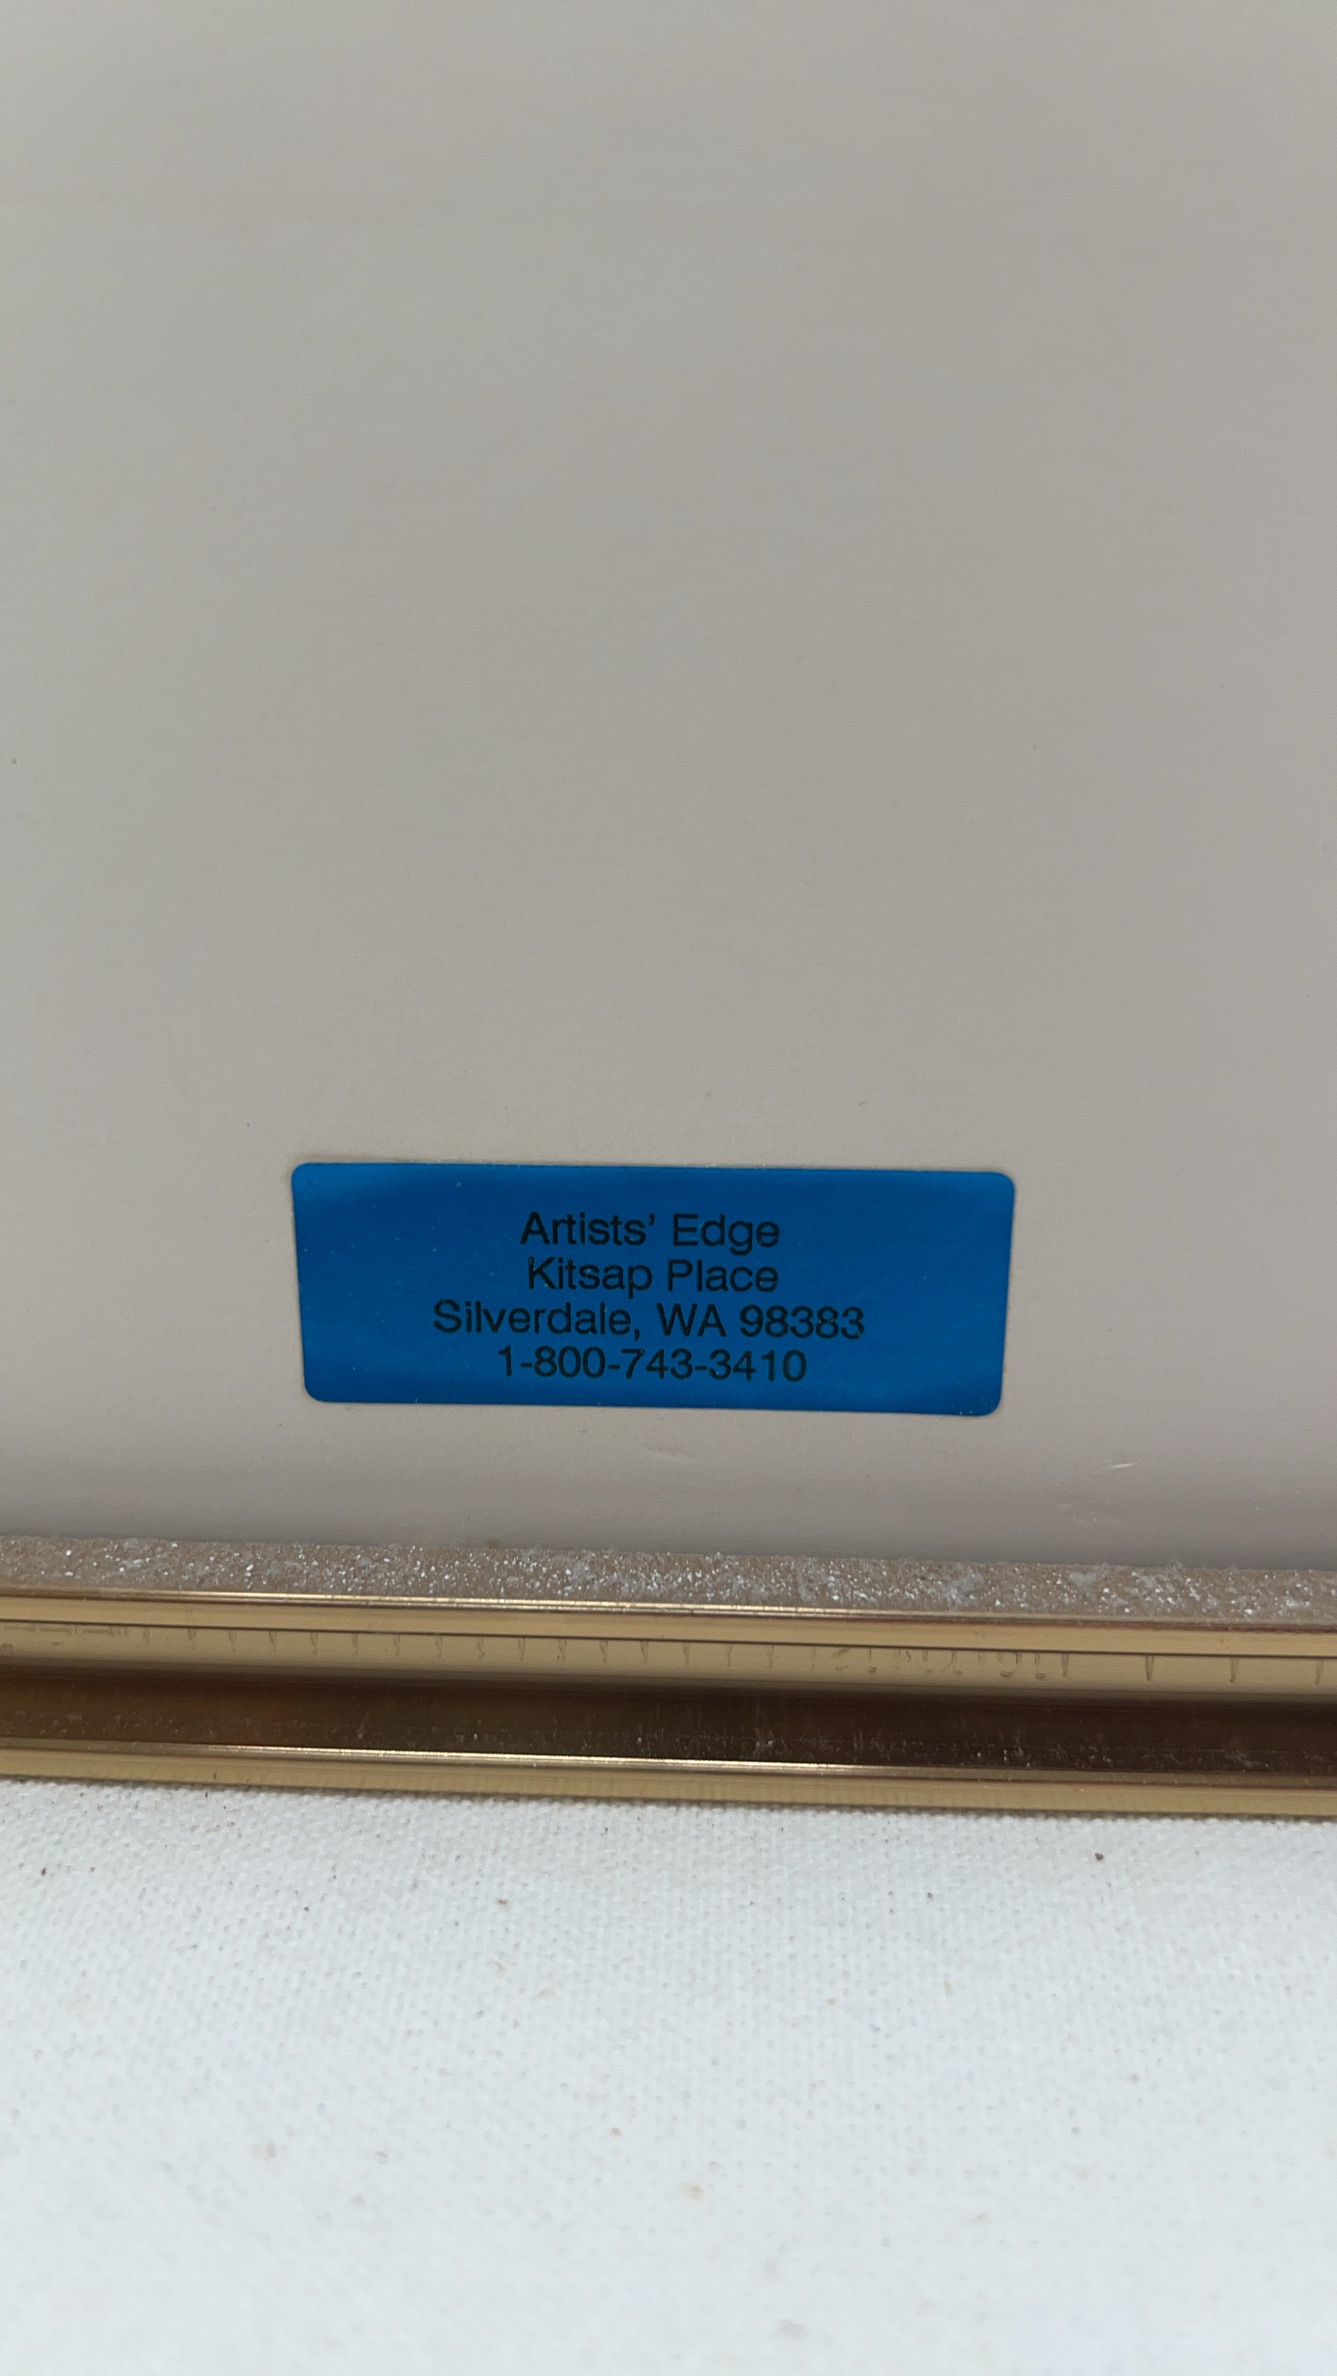 Artists' Edge
Kitsap Place
Silverdale, WA 98383
1-800-743-3410